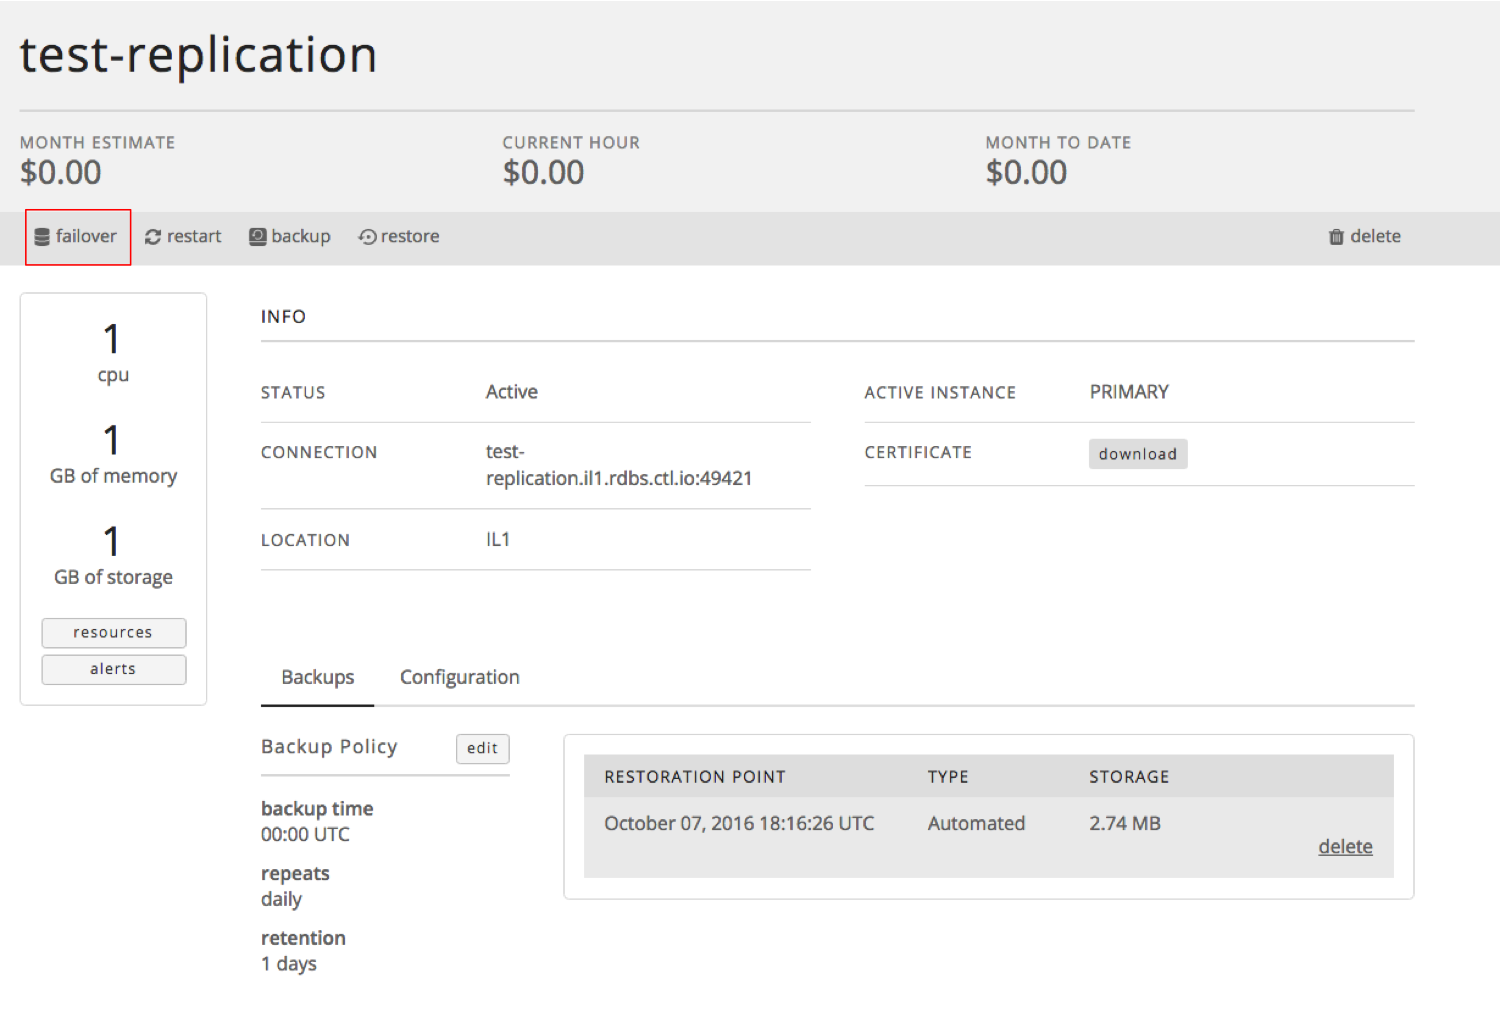 test-replication
MONTH ESTIMATE
$0.00
CURRENT HOUR
$0.00
MONTH TO DATE
$0.00
failover
restart
backup
restore
delete
1
cpu
1
GB of memory
1
GB of storage
resources
alerts
INFO
STATUS
Active
CONNECTION
test-
replication.il1.rdbs.ctl.io:49421
LOCATION
IL1
ACTIVE INSTANCE
PRIMARY
CERTIFICATE
download
Backups
Configuration
Backup Policy
edit
backup time
00:00 UTC
repeats
daily
retention
1 days
RESTORATION POINT
TYPE
STORAGE
October 07, 2016 18:16:26 UTC
Automated
2.74 MB
delete